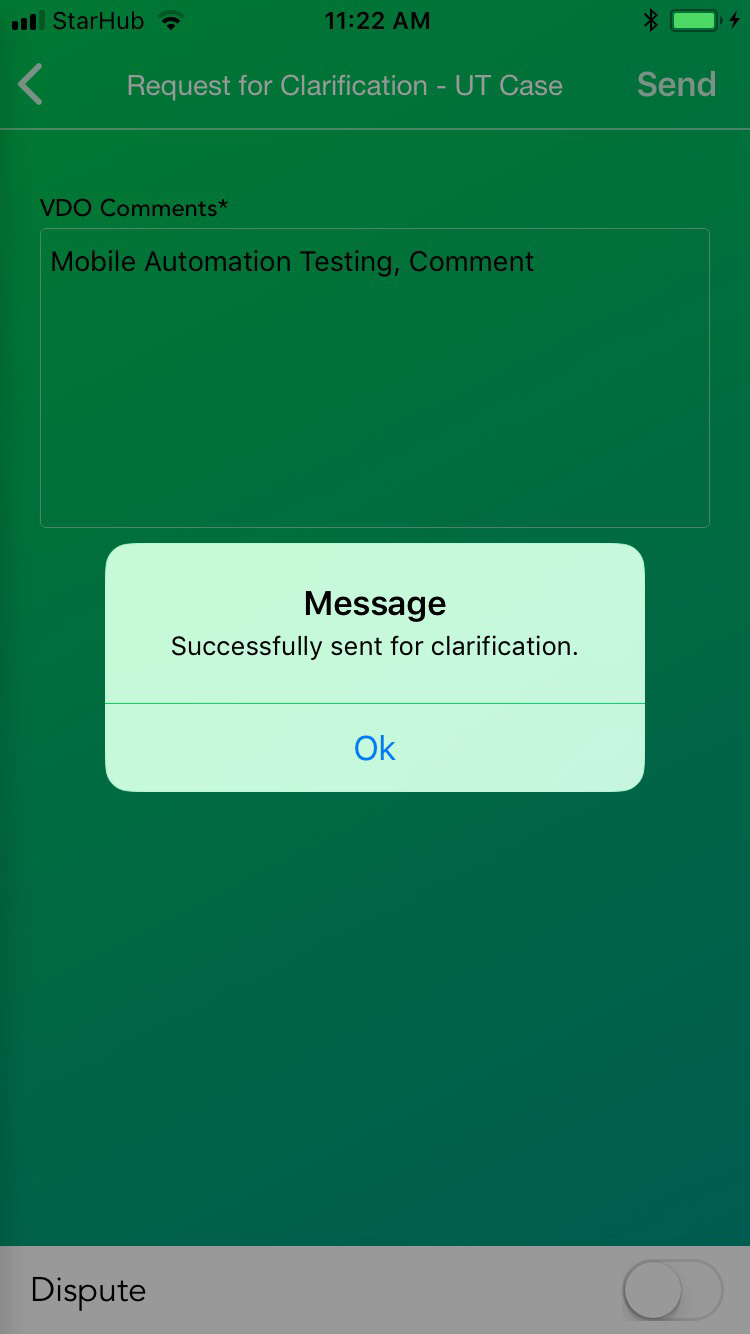 StarHub 11:22 AM
Request for Clarification - UT Case Send
VDO Comments*
Mobile Automation Testing, Comment
Message
Successfully sent for clarification.
Ok
Dispute